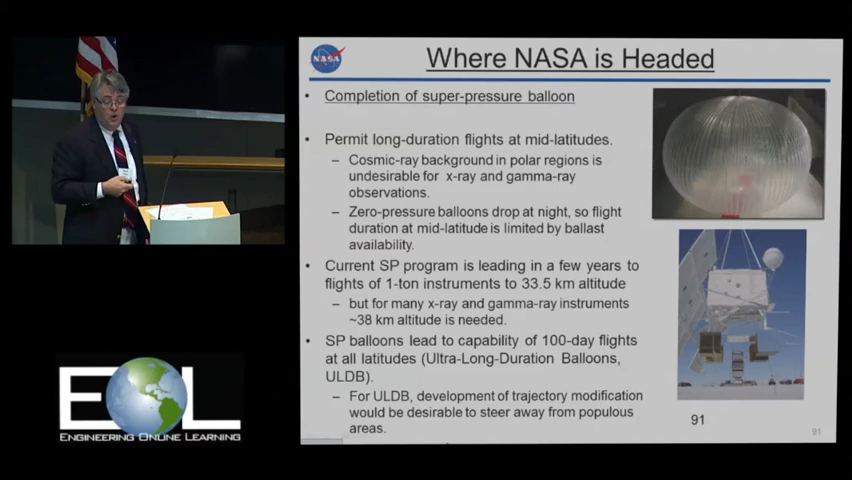 NASA
Where NASA is Headed
• Completion of super-pressure balloon
• Permit long-duration flights at mid-latitudes.
– Cosmic-ray background in polar regions is
undesirable for x-ray and gamma-ray
observations.
– Zero-pressure balloons drop at night, so flight
duration at mid-latitude is limited by ballast
availability.
• Current SP program is leading in a few years to
flights of 1-ton instruments to 33.5 km altitude
– but for many x-ray and gamma-ray instruments
~38 km altitude is needed.
• SP balloons lead to capability of 100-day flights
at all latitudes (Ultra-Long-Duration Balloons,
ULDB).
– For ULDB, development of trajectory modification
would be desirable to steer away from populous
areas.
91
91
EOL
ENGINEERING ONLINE LEARNING